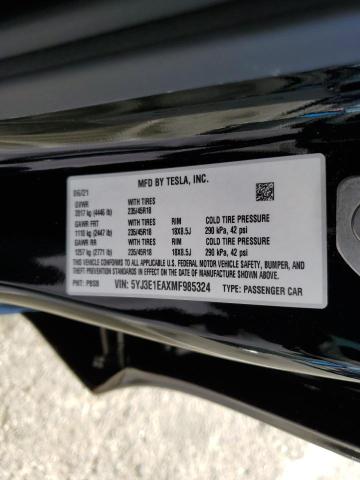 MFD BY TESLA, INC.
06/21
GVWR WITH TIRES
2017 kg (4446 lb) 235/45R18
GAWR FRT WITH TIRES RIM COLD TIRE PRESSURE
1110 kg (2447 lb) 235/45R18 18X8.5J 290 kPa, 42 psi
GAWR RR WITH TIRES RIM COLD TIRE PRESSURE
1257 kg (2771 lb) 235/45R18 18X8.5J 290 kPa, 42 psi
THIS VEHICLE CONFORMS TO ALL APPLICABLE U.S. FEDERAL MOTOR VEHICLE SAFETY, BUMPER, AND
THEFT PREVENTION STANDARDS IN EFFECT ON THE DATE OF MANUFACTURE SHOWN ABOVE.
PNT: PBSB VIN: 5YJ3E1EAXMF985324 TYPE: PASSENGER CAR